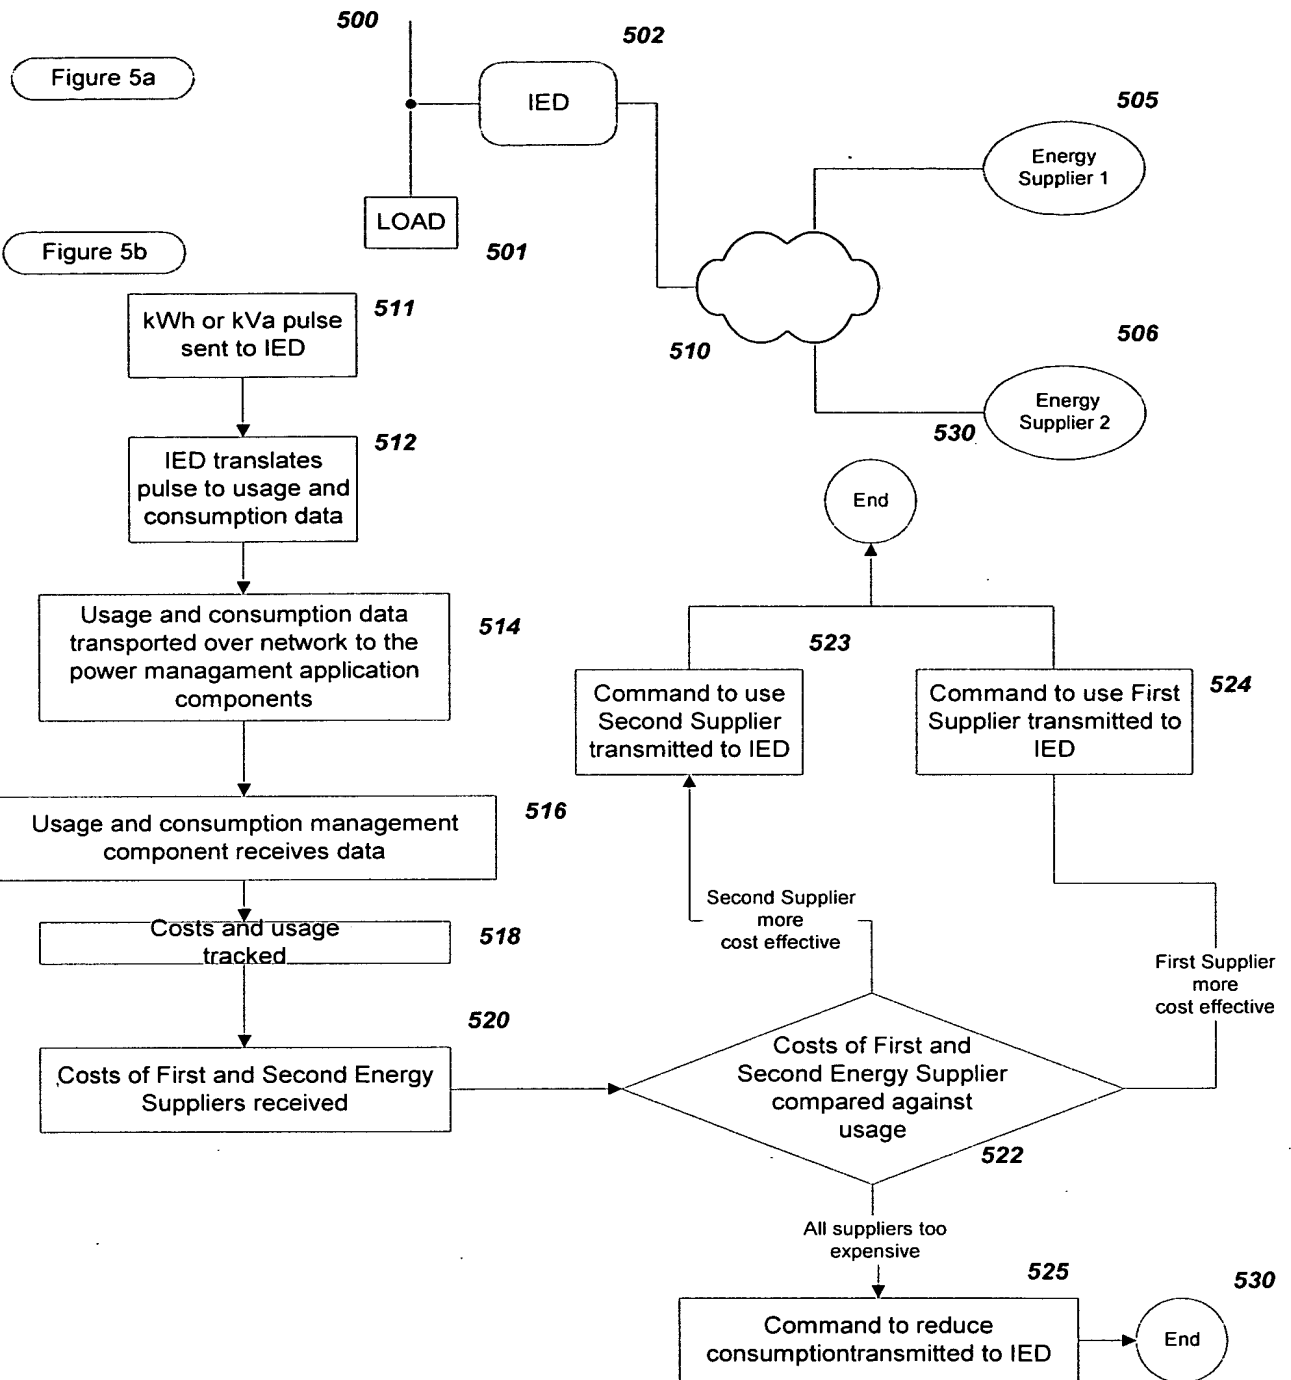 500
502
Figure 5a
IED
505
Energy
Supplier 1
LOAD
501
Figure 5b
511
kWh or kVa pulse
sent to IED
510
506
Energy
Supplier 2
530
512
IED translates
pulse to usage and
consumption data
End
Usage and consumption data
transported over network to the
power managament application
components
514
523
Command to use
Second Supplier
transmitted to IED
Command to use First
Supplier transmitted to
IED
524
516
Usage and consumption management
component receives data
Second Supplier
more
cost effective
Costs and usage
tracked
518
First Supplier
more
cost effective
520
Costs of First and Second Energy
Suppliers received
Costs of First and
Second Energy Supplier
compared against
usage
522
All suppliers too
expensive
525
530
Command to reduce
consumptiontransmitted to IED
End